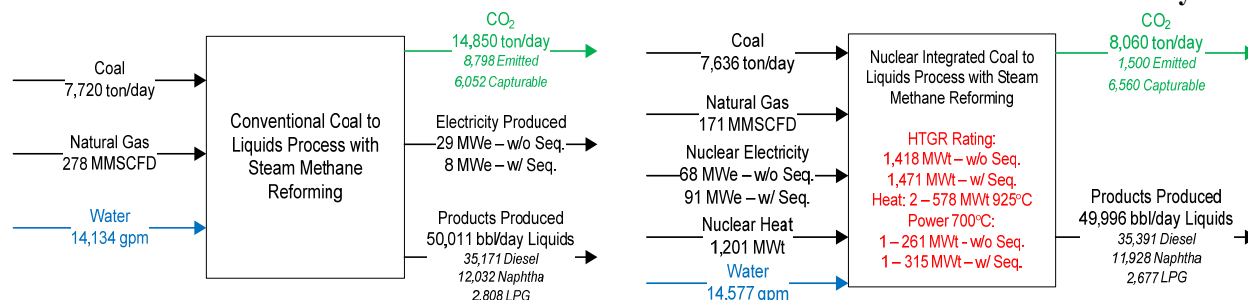 Coal
7,720 ton/day
Natural Gas
278 MMSCFD
Water
14,134 gpm
Conventional Coal to
Liquids Process with
Steam Methane
Reforming
CO2
14,850 ton/day
8,798 Emitted
6,052 Capturable
Electricity Produced
29 MWe – w/o Seq.
8 MWe – w/ Seq.
Products Produced
50,011 bbl/day Liquids
35,171 Diesel
12,032 Naphtha
2,808 LPG
Coal
7,636 ton/day
Natural Gas
171 MMSCFD
Nuclear Electricity
68 MWe – w/o Seq.
91 MWe – w/ Seq.
Nuclear Heat
1,201 MWt
Water
14,577 gpm
Nuclear Integrated Coal to
Liquids Process with Steam
Methane Reforming
HTGR Rating:
1,418 MWt – w/o Seq.
1,471 MWt – w/ Seq.
Heat: 2 – 578 MWt 925°C
Power 700°C:
1 – 261 MWt - w/o Seq.
1 – 315 MWt – w/ Seq.
CO2
8,060 ton/day
1,500 Emitted
6,560 Capturable
Products Produced
49,996 bbl/day Liquids
35,391 Diesel
11,928 Naphtha
2,677 LPG